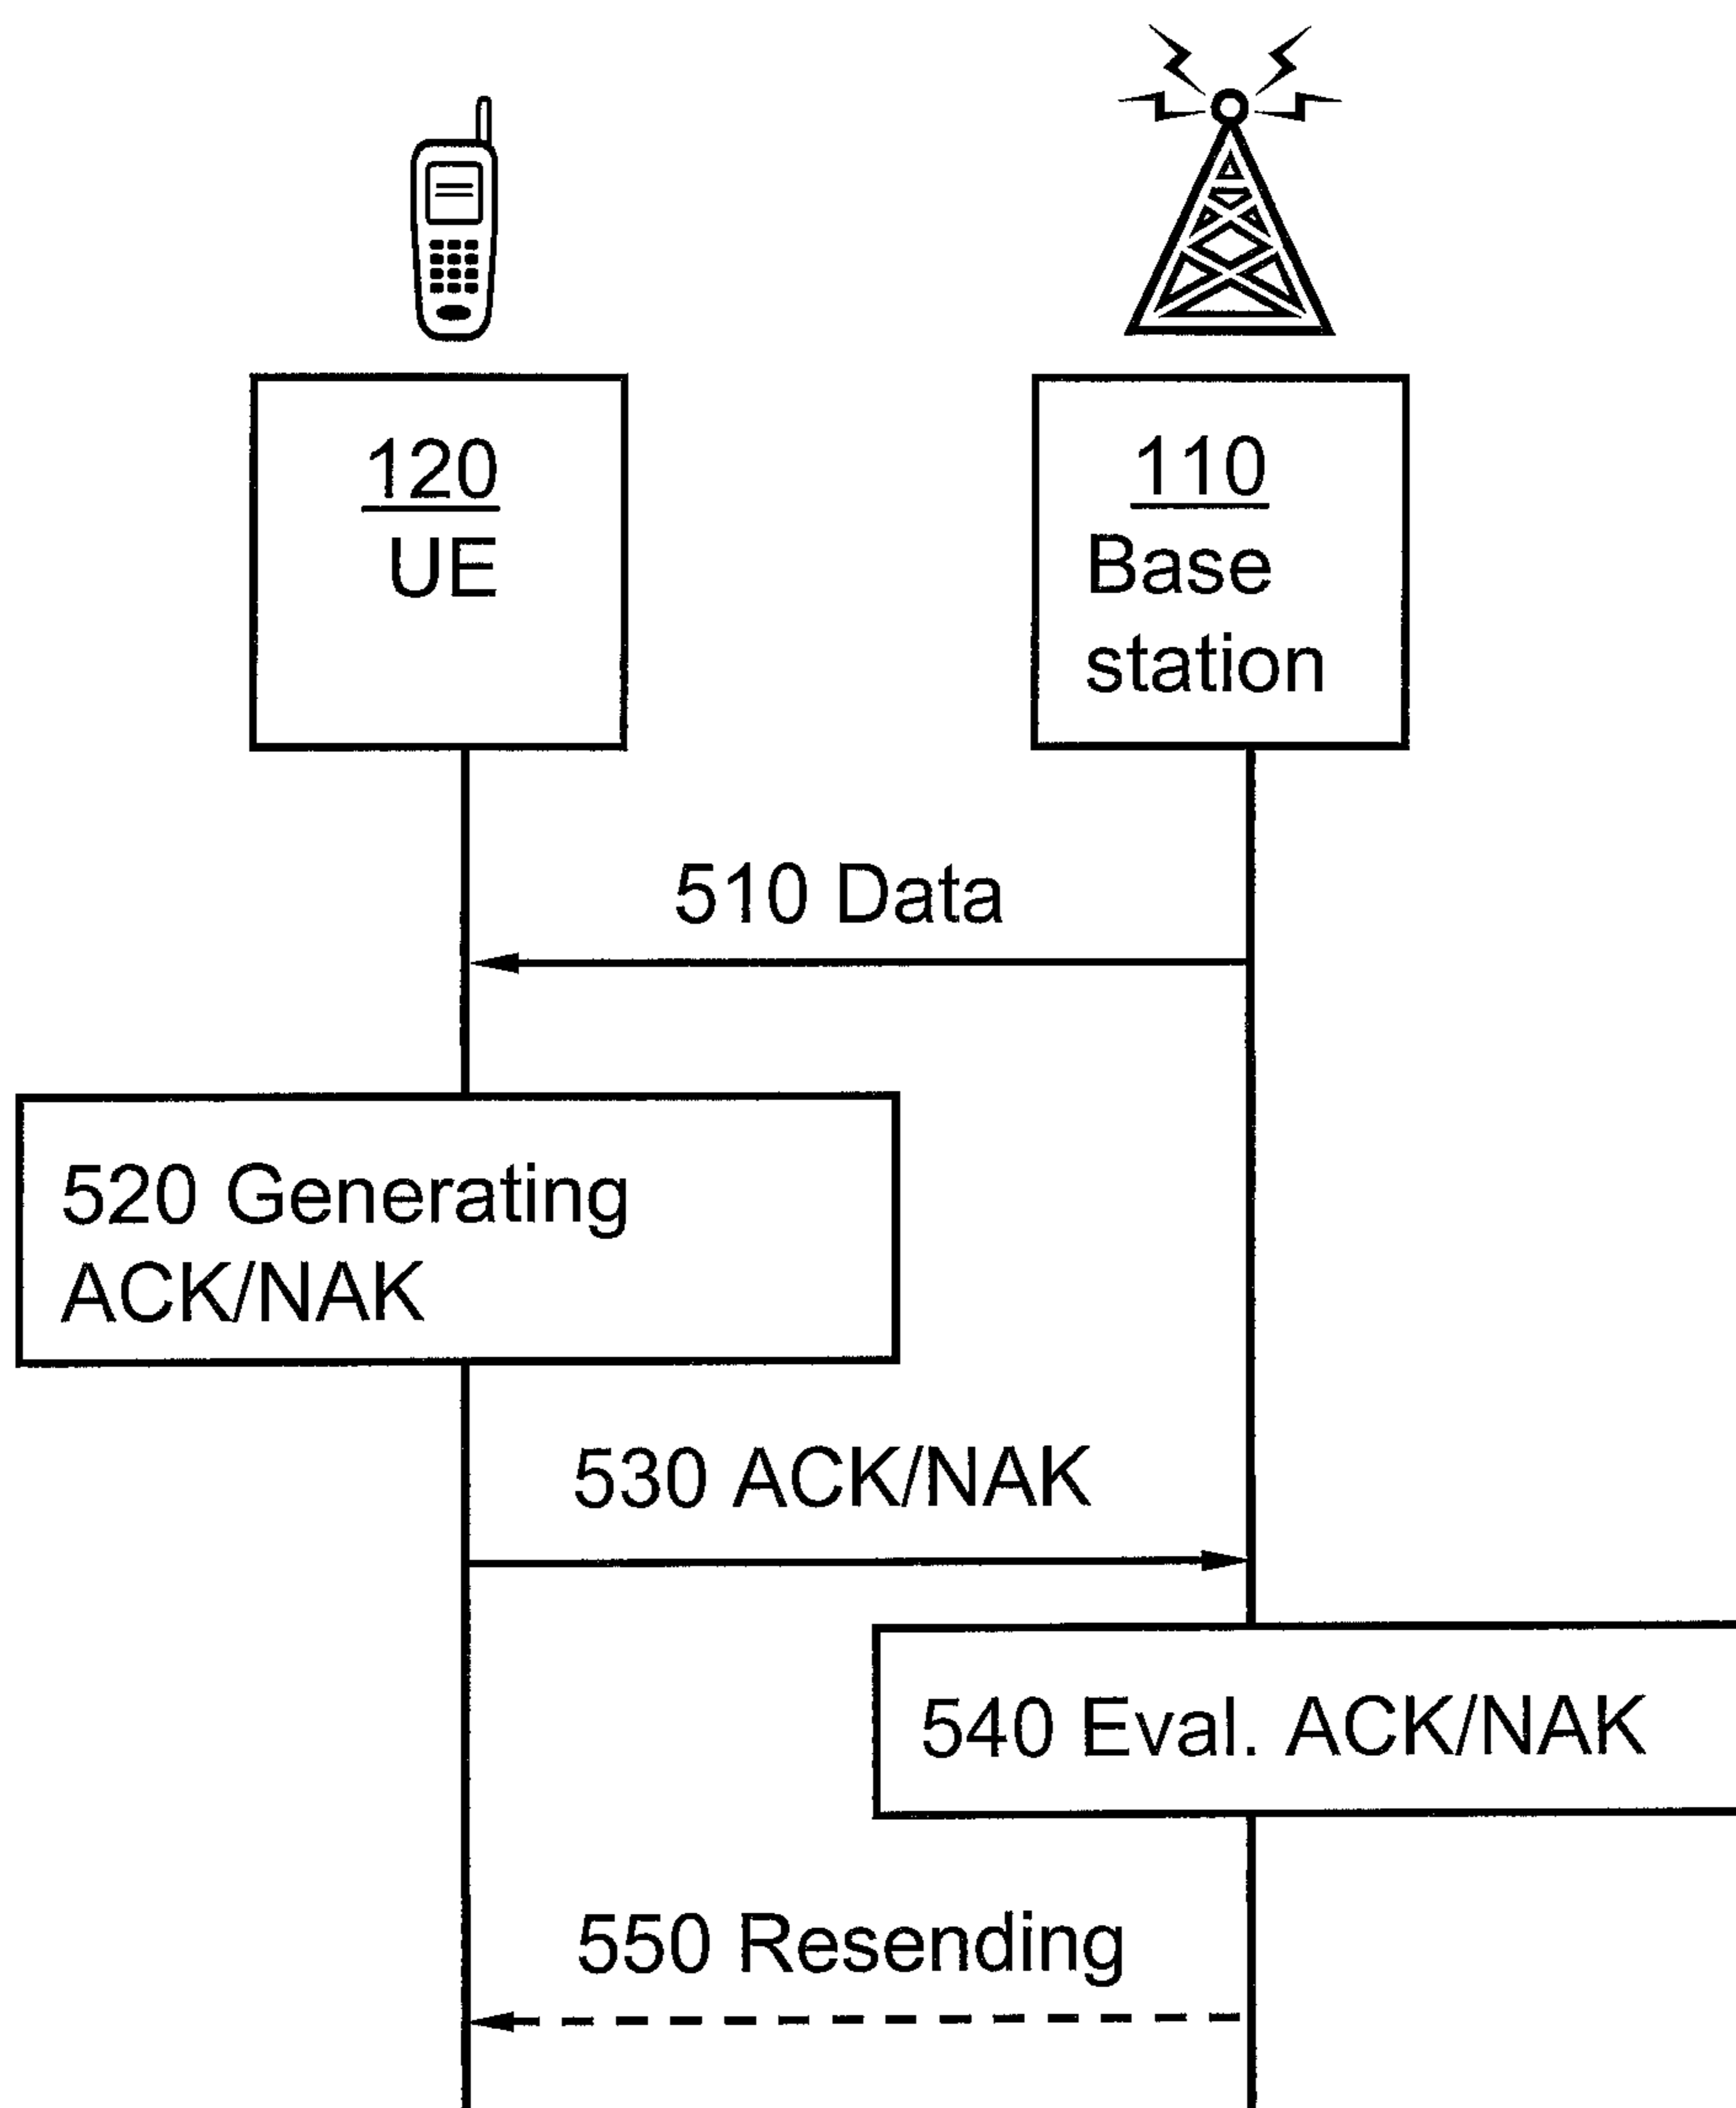 120
UE
110
Base
station
510 Data
520 Generating
ACK/NAK
530 ACK/NAK
540 Eval. ACK/NAK
550 Resending